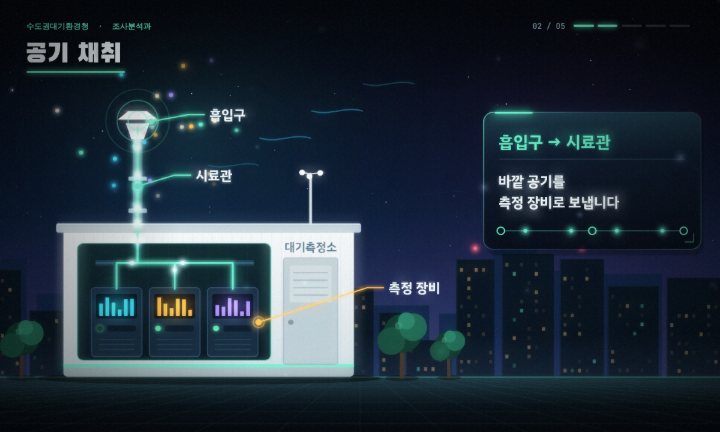 수도권대기환경청 · 조사분석과
02 / 05
공기 채취
흡입구
시료관
흡입구 → 시료관
바깥 공기를
측정 장비로 보냅니다
대기측정소
측정 장비